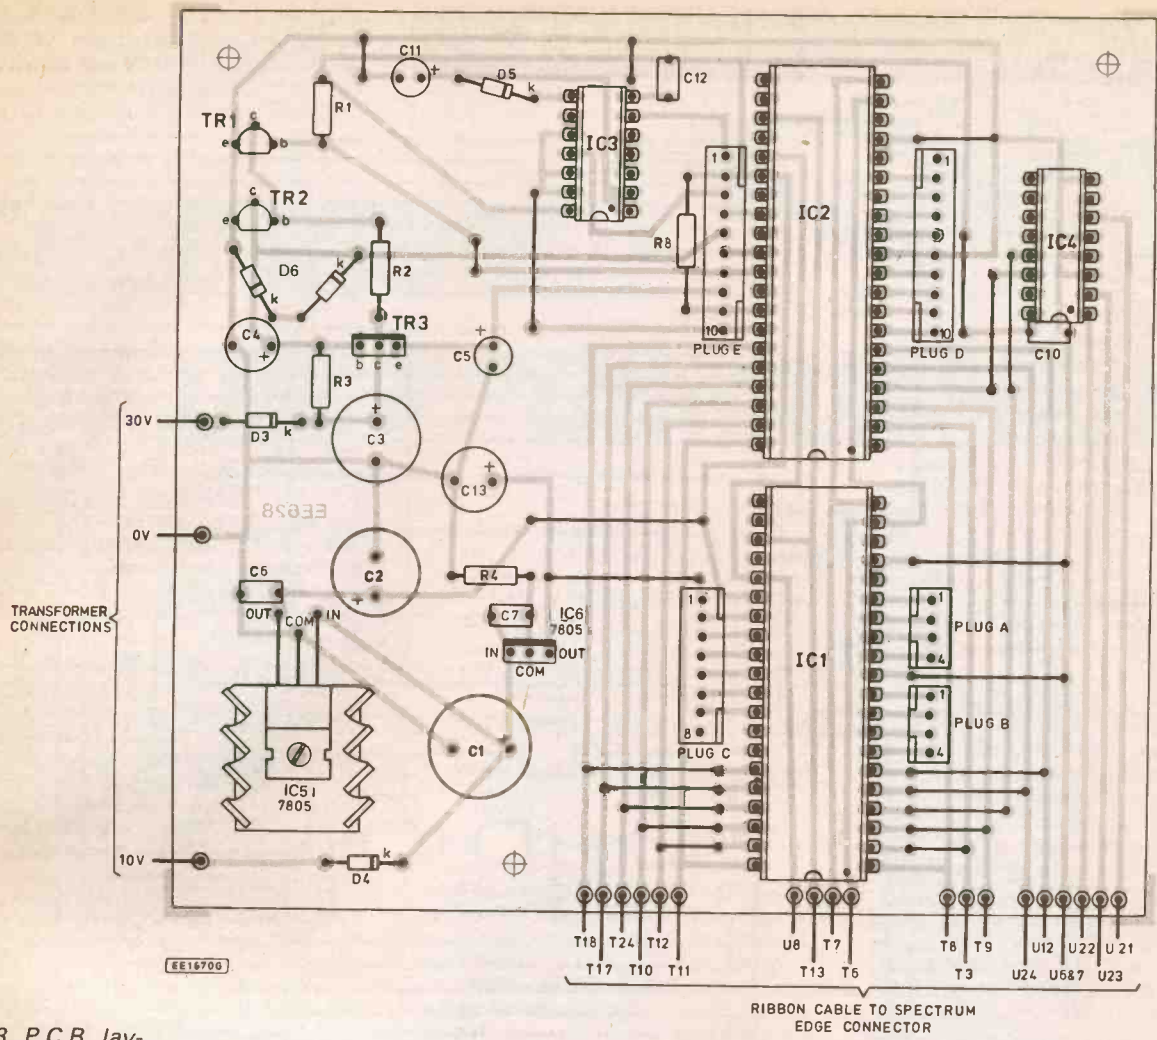 C11
+
D5
k
C12
R1
TR1
c
e
b
IC3
1
IC2
1
TR2
c
e
b
R8
IC4
D6
k
k
R2
C4
+
TR3
b
c
e
+
C5
10
PLUG E
10
PLUG D
C10
R3
TRANSFORMER
CONNECTIONS
30V
D3
k
+
C3
C13
+
EE628
0V
C2
+
R4
C6
OUT
COM
IN
C7
IC6
7805
IN
OUT
COM
1
8
PLUG C
IC1
1
4
PLUG A
1
4
PLUG B
C1
+
IC5
7805
10V
D4
k
T18
T24
T12
U8
T7
T8
T9
U12
U22
U21
T17
T10
T11
T13
T6
T3
U24
U6&7
U23
EE1670G
RIBBON CABLE TO SPECTRUM
EDGE CONNECTOR
P.C.B. lay-